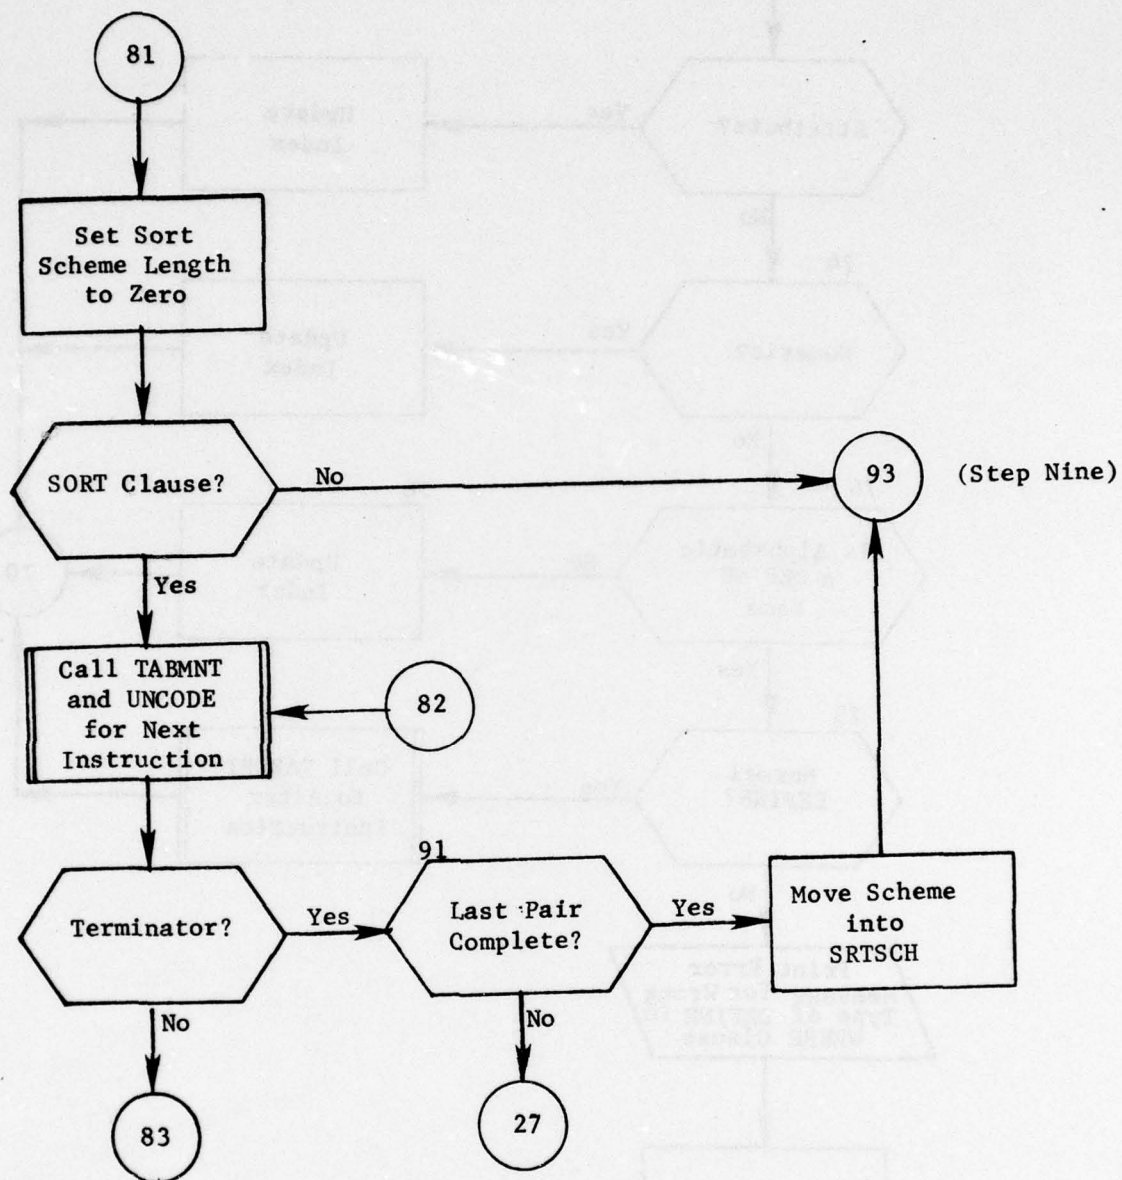 81
Set Sort
Scheme Length
to Zero
SORT Clause?
No
93
(Step Nine)
Yes
Call TABMNT
and UNCODE
for Next
Instruction
82
91
Terminator?
Yes
Last Pair
Complete?
Yes
Move Scheme
into
SRTSCH
No
No
83
27